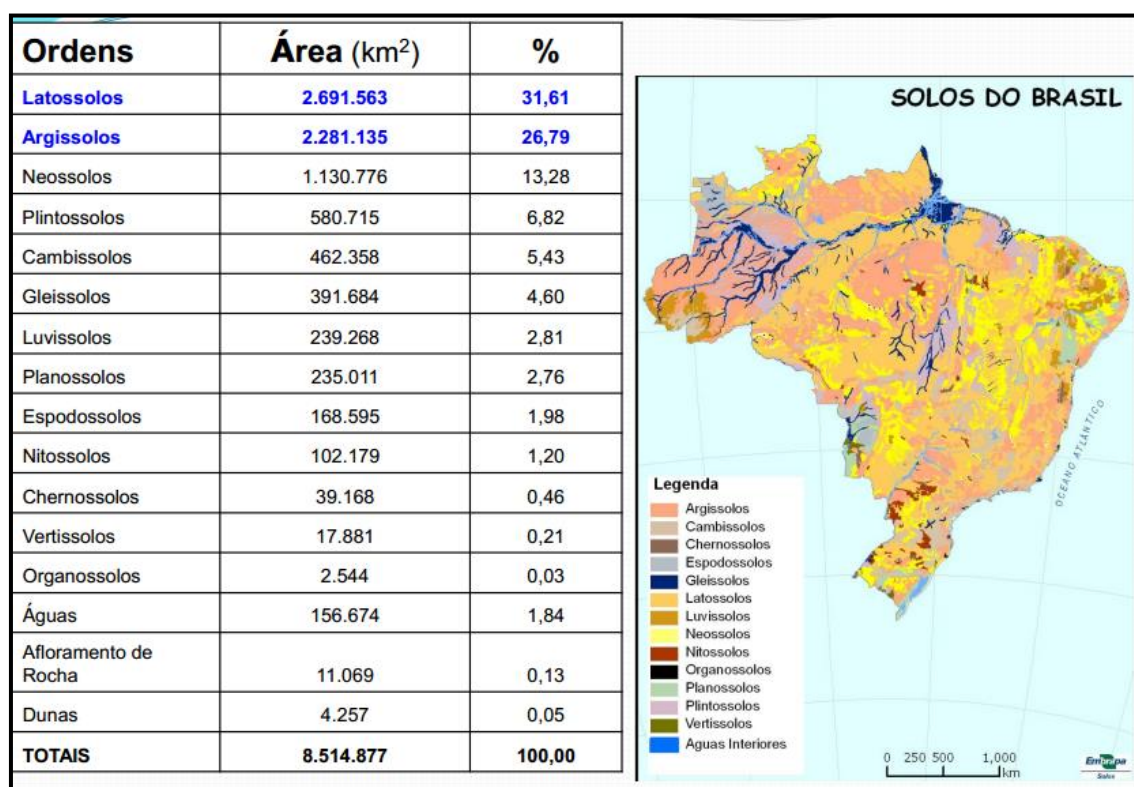 Ordens Área (km²) %
Latossolos 2.691.563 31,61
Argissolos 2.281.135 26,79
Neossolos 1.130.776 13,28
Plintossolos 580.715 6,82
Cambissolos 462.358 5,43
Gleissolos 391.684 4,60
Luvissolos 239.268 2,81
Planossolos 235.011 2,76
Espodossolos 168.595 1,98
Nitossolos 102.179 1,20
Chernossolos 39.168 0,46
Vertissolos 17.881 0,21
Organossolos 2.544 0,03
Águas 156.674 1,84
Afloramento de
Rocha 11.069 0,13
Dunas 4.257 0,05
TOTAIS 8.514.877 100,00
SOLOS DO BRASIL
OCEANO ATLÂNTICO
Legenda
Argissolos
Cambissolos
Chernossolos
Espodossolos
Gleissolos
Latossolos
Luvissolos
Neossolos
Nitossolos
Organossolos
Planossolos
Plintossolos
Vertissolos
Aguas Interiores
0 250 500 1,000
km
Embrapa
Solos